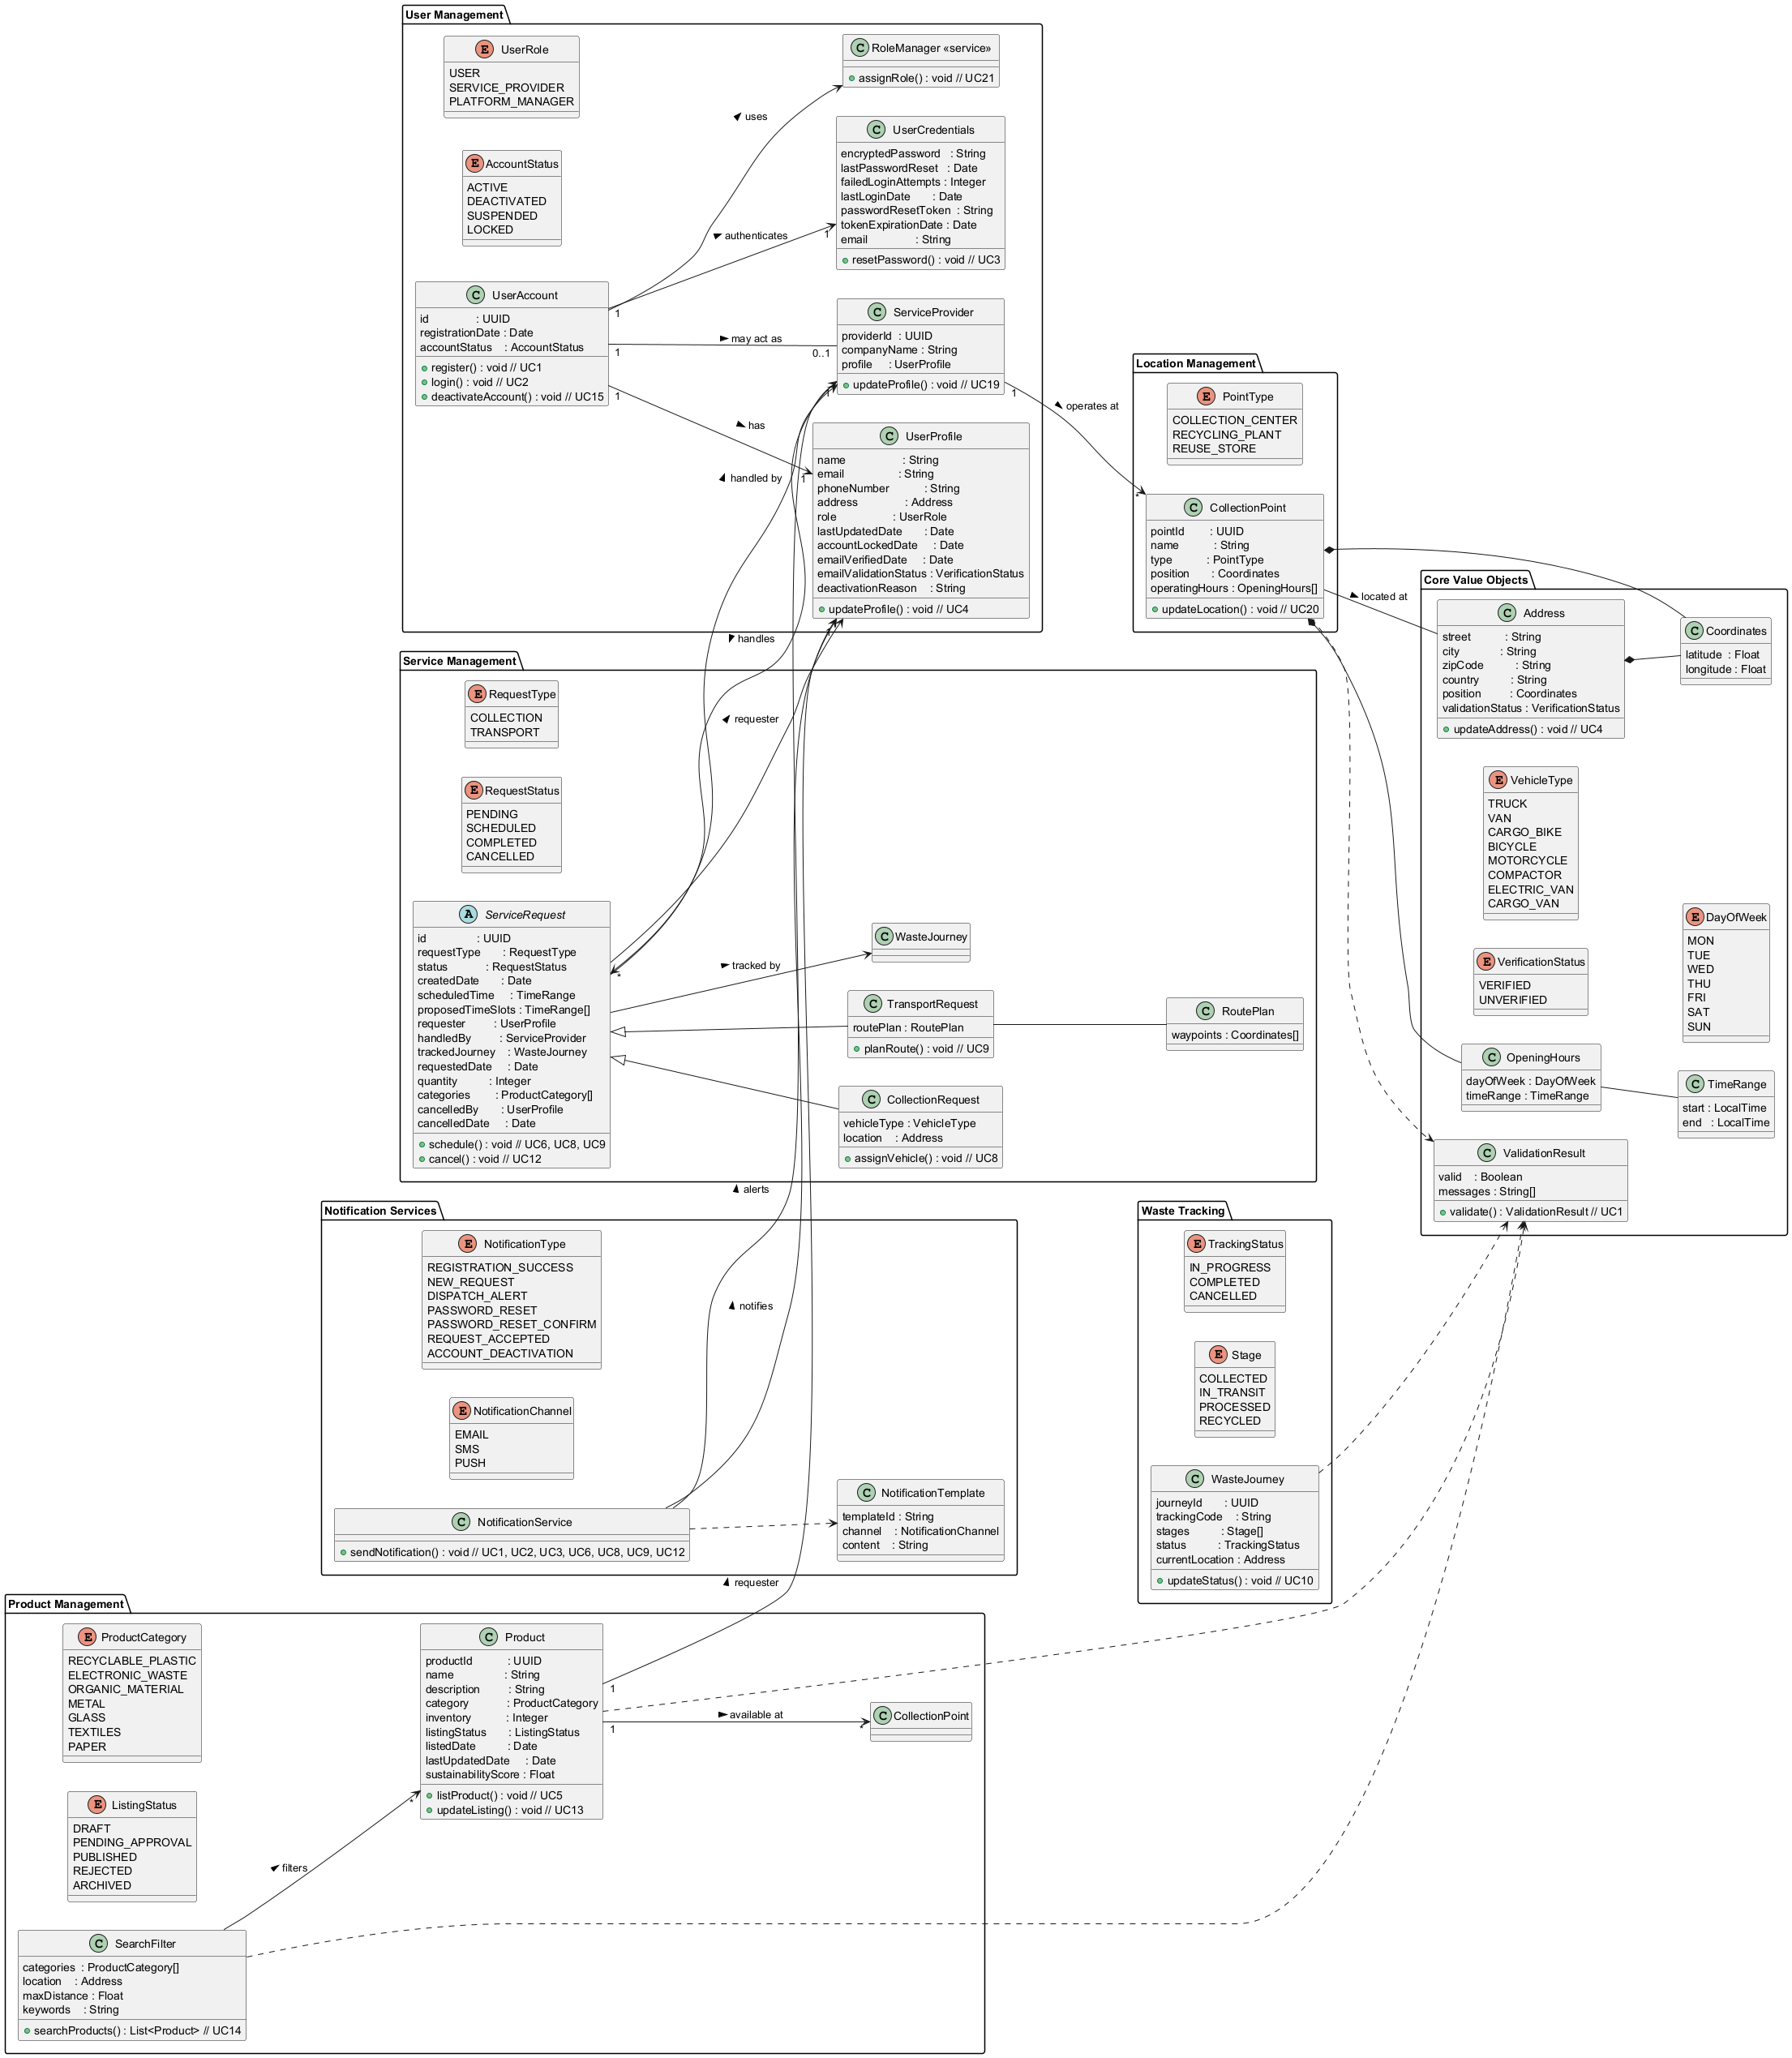 User Management
E UserRole
USER
SERVICE_PROVIDER
PLATFORM_MANAGER
E AccountStatus
ACTIVE
DEACTIVATED
SUSPENDED
LOCKED
C UserAccount
id : UUID
registrationDate : Date
accountStatus : AccountStatus
register() : void // UC1
login() : void // UC2
deactivateAccount() : void // UC15
C RoleManager «service»
assignRole() : void // UC21
C UserCredentials
encryptedPassword : String
lastPasswordReset : Date
failedLoginAttempts : Integer
lastLoginDate : Date
passwordResetToken : String
tokenExpirationDate : Date
email : String
resetPassword() : void // UC3
C ServiceProvider
providerId : UUID
companyName : String
profile : UserProfile
updateProfile() : void // UC19
C UserProfile
name : String
email : String
phoneNumber : String
address : Address
role : UserRole
lastUpdatedDate : Date
accountLockedDate : Date
emailVerifiedDate : Date
emailValidationStatus : VerificationStatus
deactivationReason : String
updateProfile() : void // UC4
uses
authenticates
1
1
may act as
1
0..1
has
1
1
handled by
1
handles
*
requester
operates at
1
*
Location Management
E PointType
COLLECTION_CENTER
RECYCLING_PLANT
REUSE_STORE
C CollectionPoint
pointId : UUID
name : String
type : PointType
position : Coordinates
operatingHours : OpeningHours[]
updateLocation() : void // UC20
located at
Core Value Objects
C Address
street : String
city : String
zipCode : String
country : String
position : Coordinates
validationStatus : VerificationStatus
updateAddress() : void // UC4
C Coordinates
latitude : Float
longitude : Float
E VehicleType
TRUCK
VAN
CARGO_BIKE
BICYCLE
MOTORCYCLE
COMPACTOR
ELECTRIC_VAN
CARGO_VAN
E VerificationStatus
VERIFIED
UNVERIFIED
E DayOfWeek
MON
TUE
WED
THU
FRI
SAT
SUN
C OpeningHours
dayOfWeek : DayOfWeek
timeRange : TimeRange
C TimeRange
start : LocalTime
end : LocalTime
C ValidationResult
valid : Boolean
messages : String[]
validate() : ValidationResult // UC1
Service Management
E RequestType
COLLECTION
TRANSPORT
E RequestStatus
PENDING
SCHEDULED
COMPLETED
CANCELLED
A ServiceRequest
id : UUID
requestType : RequestType
status : RequestStatus
createdDate : Date
scheduledTime : TimeRange
proposedTimeSlots : TimeRange[]
requester : UserProfile
handledBy : ServiceProvider
trackedJourney : WasteJourney
requestedDate : Date
quantity : Integer
categories : ProductCategory[]
cancelledBy : UserProfile
cancelledDate : Date
schedule() : void // UC6, UC8, UC9
cancel() : void // UC12
tracked by
C WasteJourney
C TransportRequest
routePlan : RoutePlan
planRoute() : void // UC9
C RoutePlan
waypoints : Coordinates[]
C CollectionRequest
vehicleType : VehicleType
location : Address
assignVehicle() : void // UC8
alerts
Notification Services
E NotificationType
REGISTRATION_SUCCESS
NEW_REQUEST
DISPATCH_ALERT
PASSWORD_RESET
PASSWORD_RESET_CONFIRM
REQUEST_ACCEPTED
ACCOUNT_DEACTIVATION
E NotificationChannel
EMAIL
SMS
PUSH
C NotificationService
sendNotification() : void // UC1, UC2, UC3, UC6, UC8, UC9, UC12
notifies
C NotificationTemplate
templateId : String
channel : NotificationChannel
content : String
Waste Tracking
E TrackingStatus
IN_PROGRESS
COMPLETED
CANCELLED
E Stage
COLLECTED
IN_TRANSIT
PROCESSED
RECYCLED
C WasteJourney
journeyId : UUID
trackingCode : String
stages : Stage[]
status : TrackingStatus
currentLocation : Address
updateStatus() : void // UC10
requester
Product Management
E ProductCategory
RECYCLABLE_PLASTIC
ELECTRONIC_WASTE
ORGANIC_MATERIAL
METAL
GLASS
TEXTILES
PAPER
E ListingStatus
DRAFT
PENDING_APPROVAL
PUBLISHED
REJECTED
ARCHIVED
C SearchFilter
categories : ProductCategory[]
location : Address
maxDistance : Float
keywords : String
searchProducts() : List<Product> // UC14
filters
*
C Product
productId : UUID
name : String
description : String
category : ProductCategory
inventory : Integer
listingStatus : ListingStatus
listedDate : Date
lastUpdatedDate : Date
sustainabilityScore : Float
listProduct() : void // UC5
updateListing() : void // UC13
1
available at
1
*
C CollectionPoint